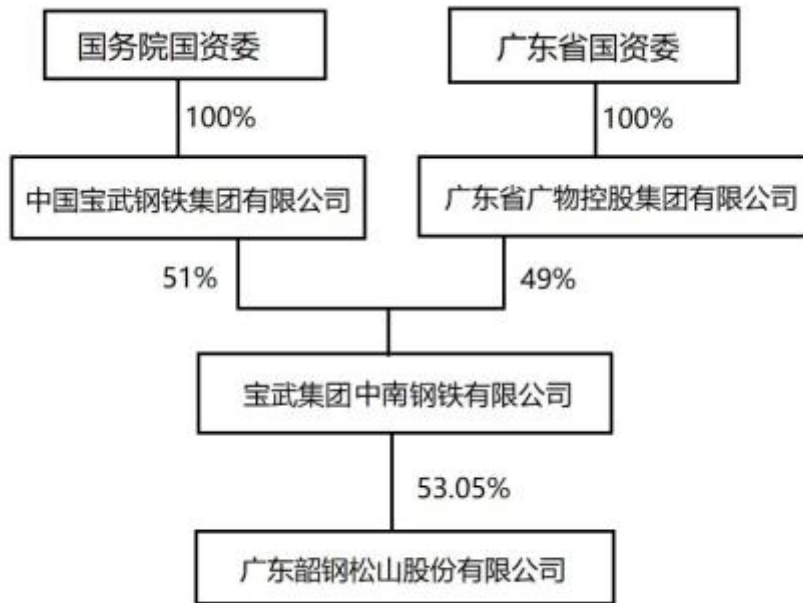 国务院国资委
广东省国资委
100%
100%
中国宝武钢铁集团有限公司
广东省广物控股集团有限公司
51%
49%
宝武集团中南钢铁有限公司
53.05%
广东韶钢松山股份有限公司